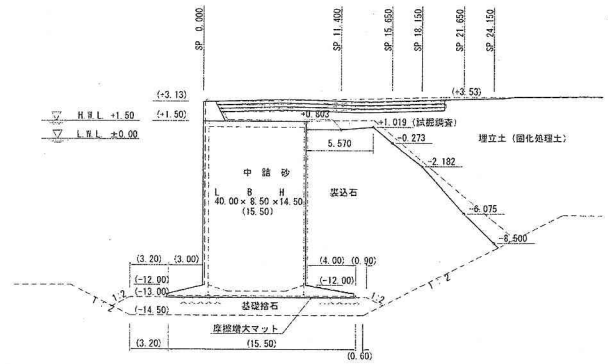 SP 0.000
SP 11.400
SP 15.650
SP 18.150
SP 21.650
SP 24.150
(+3.13)
(+3.53)
H.W.L. +1.50
(+1.50)
+0.803
+1.019 (試掘調査)
L.W.L. ±0.00
-0.273
埋立土 (固化処理土)
5.570
-2.182
中詰砂
裏込石
L B H
40.00×8.50×14.50
(15.50)
-6.075
-8.500
(3.20) (3.00)
(4.00) (0.90)
(-12.00)
(-12.00)
(-13.00)
1:2
1:2
1:2
1:2
基礎捨石
(-14.50)
摩擦増大マット
(3.20)
(15.50)
(0.60)